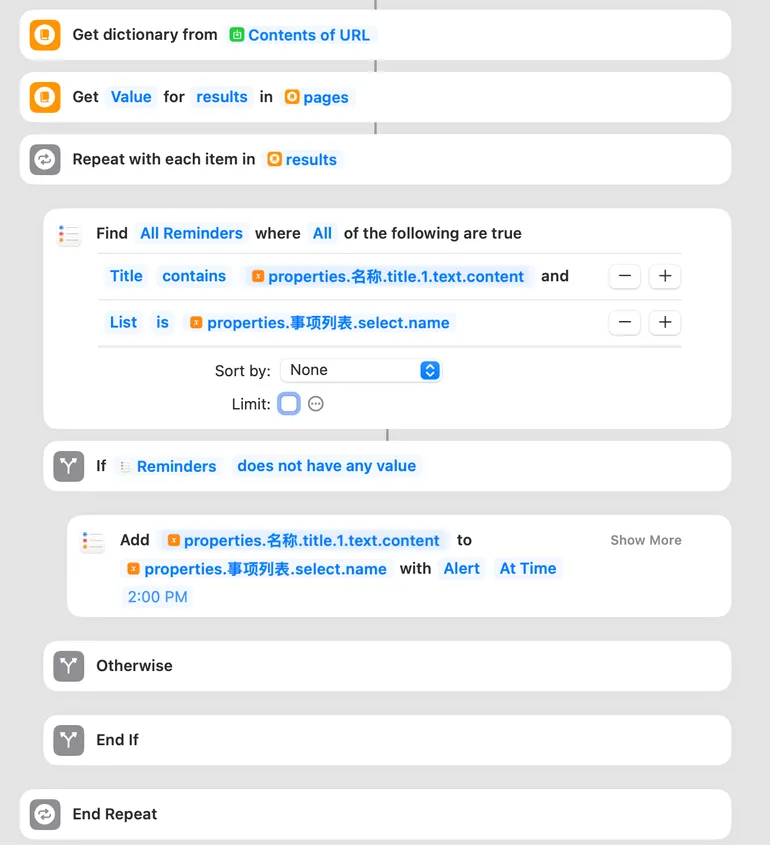 Get dictionary from Contents of URL
Get Value for results in pages
Repeat with each item in results
Find All Reminders where All of the following are true
Title contains properties.名称.title.1.text.content and
List is properties.事项列表.select.name
Sort by: None
Limit:
If Reminders does not have any value
Add properties.名称.title.1.text.content to Show More
properties.事项列表.select.name with Alert At Time
2:00 PM
Otherwise
End If
End Repeat